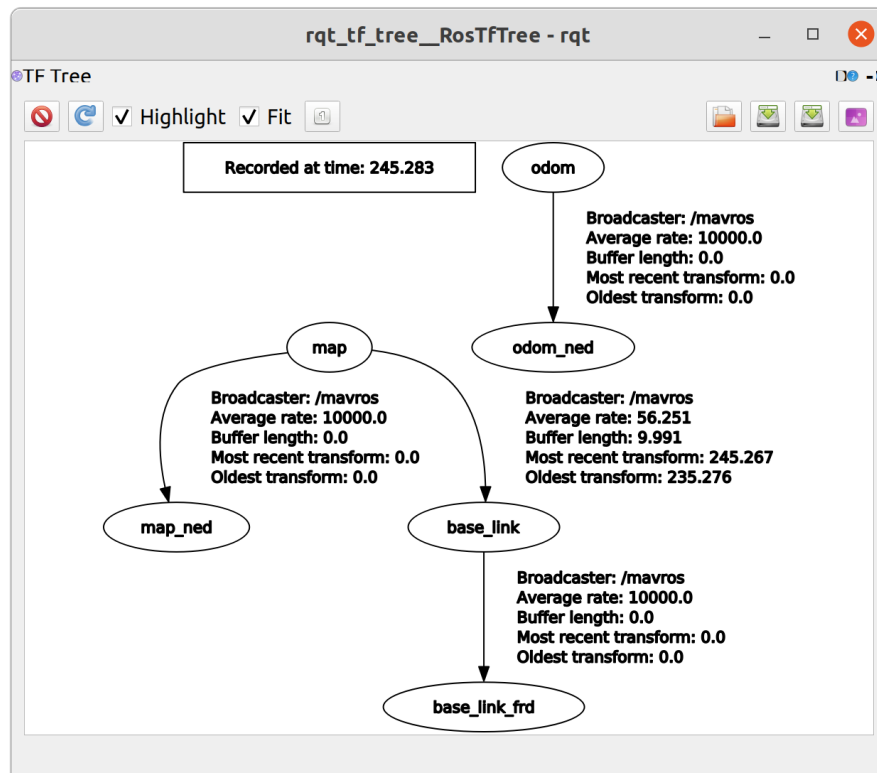 rqt_tf_tree__RosTfTree - rqt
TF Tree
Highlight
Fit
Recorded at time: 245.283
odom
Broadcaster: /mavros
Average rate: 10000.0
Buffer length: 0.0
Most recent transform: 0.0
Oldest transform: 0.0
map
odom_ned
Broadcaster: /mavros
Average rate: 10000.0
Buffer length: 0.0
Most recent transform: 0.0
Oldest transform: 0.0
Broadcaster: /mavros
Average rate: 56.251
Buffer length: 9.991
Most recent transform: 245.267
Oldest transform: 235.276
map_ned
base_link
Broadcaster: /mavros
Average rate: 10000.0
Buffer length: 0.0
Most recent transform: 0.0
Oldest transform: 0.0
base_link_frd